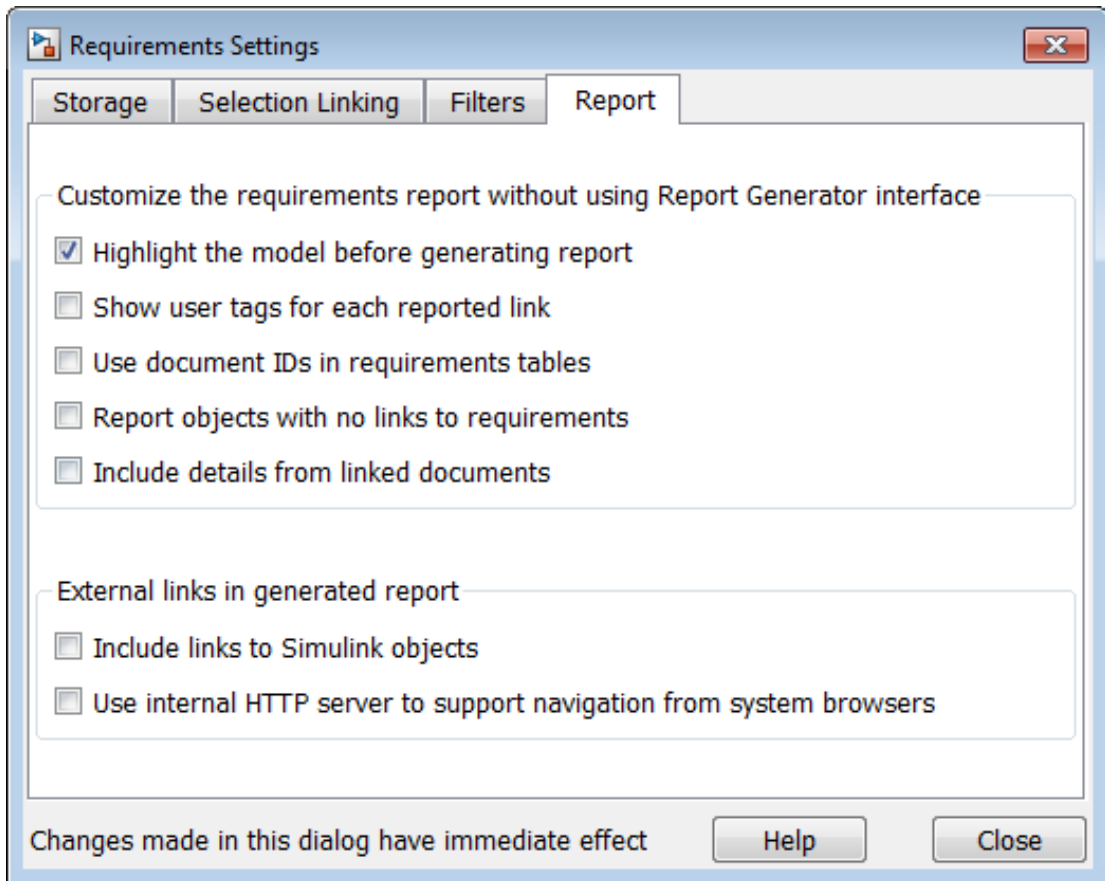 Requirements Settings
Storage
Selection Linking
Filters
Report
Customize the requirements report without using Report Generator interface
Highlight the model before generating report
Show user tags for each reported link
Use document IDs in requirements tables
Report objects with no links to requirements
Include details from linked documents
External links in generated report
Include links to Simulink objects
Use internal HTTP server to support navigation from system browsers
Changes made in this dialog have immediate effect
Help
Close